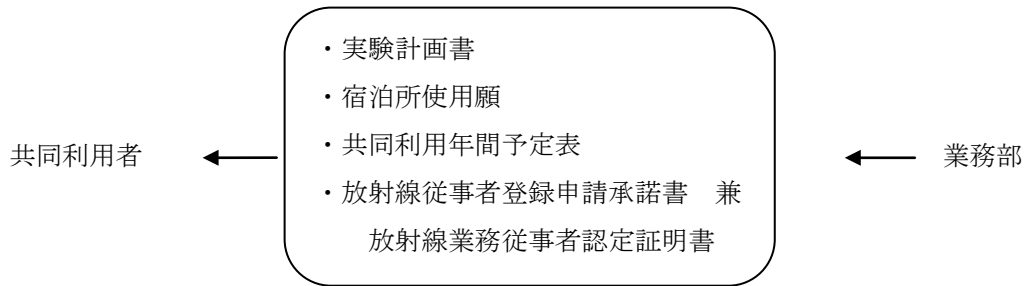 ・実験計画書
・宿泊所使用願
・共同利用年間予定表
・放射線従事者登録申請承諾書　兼
放射線業務従事者認定証明書
共同利用者
業務部